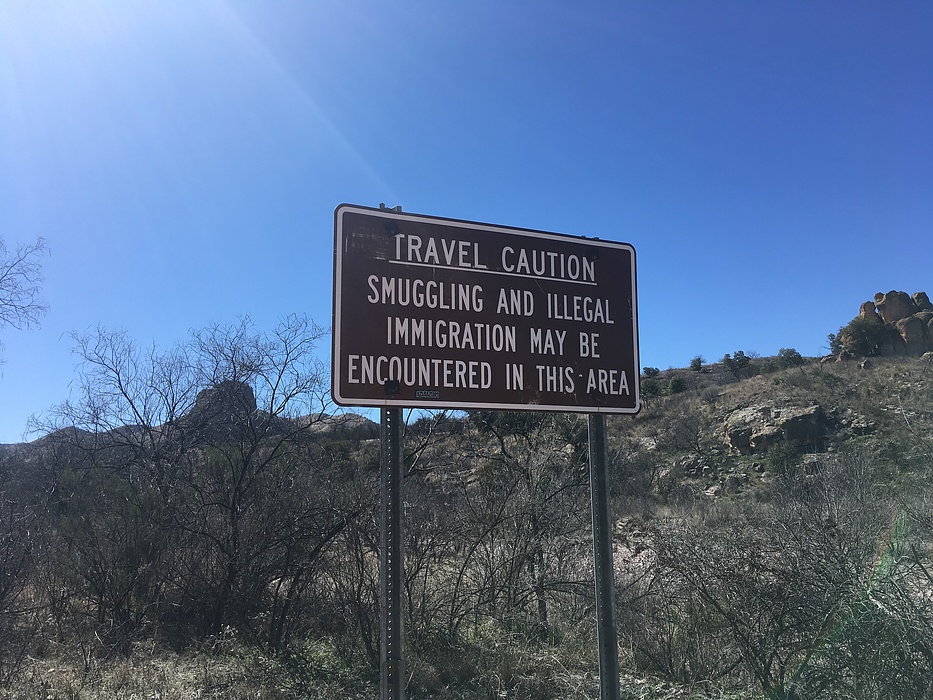 TRAVEL CAUTION
SMUGGLING AND ILLEGAL
IMMIGRATION MAY BE
ENCOUNTERED IN THIS AREA